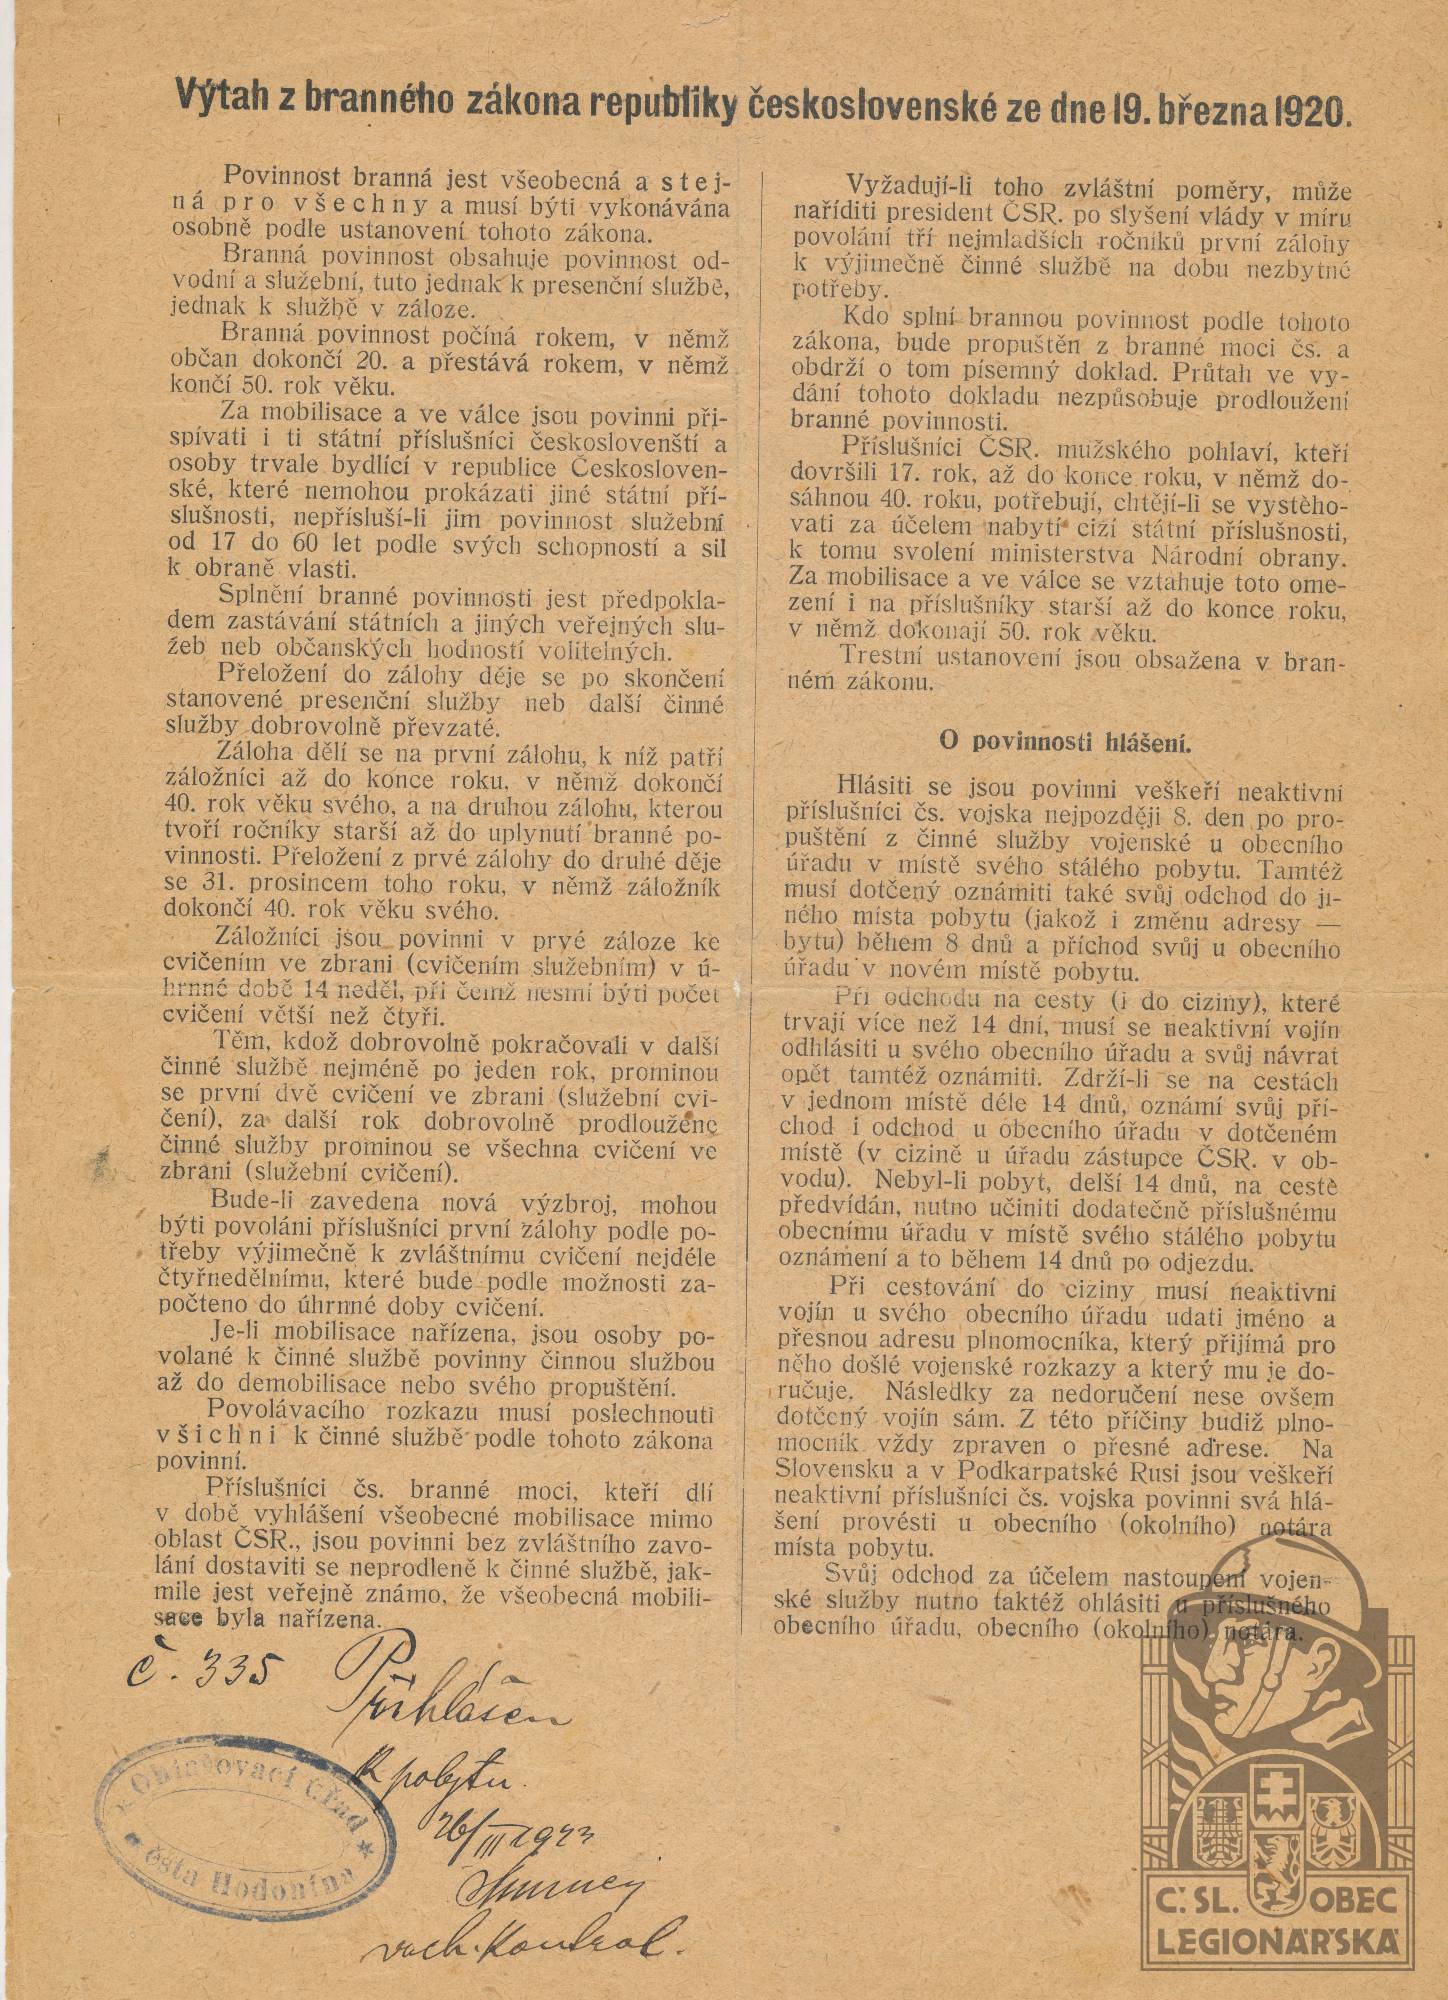 Výtah z branného zákona republiky československé ze dne 19. března 1920.
Povinnost branná jest všeobecná a stej-
ná pro všechny a musí býti vykonávána
osobně podle ustanovení tohoto zákona.
Branná povinnost obsahuje povinnost od-
vodní a služební, tuto jednak k presenční službě,
jednak k službě v záloze.
Branná povinnost počíná rokem, v němž
občan dokončí 20. a přestává rokem, v němž
končí 50. rok věku.
Za mobilisace a ve válce jsou povinni při-
spívati i ti státní příslušníci českoslovenští a
osoby trvale bydlící v republice Českosloven-
ské, které nemohou prokázati jiné státní pří-
slušnosti, nepřísluší-li jim povinnost služební
od 17 do 60 let podle svých schopností a sil
k obraně vlasti.
Splnění branné povinnosti jest předpokla-
dem zastávání státních a jiných veřejných slu-
žeb neb občanských hodností volitelných.
Přeložení do zálohy děje se po skončení
stanovené presenční služby neb další činné
služby dobrovolně převzaté.
Záloha dělí se na první zálohu, k níž patří
záložníci až do konce roku, v němž dokončí
40. rok věku svého, a na druhou zálohu, kterou
tvoří ročníky starší až do uplynutí branné po-
vinnosti. Přeložení z prvé zálohy do druhé děje
se 31. prosincem toho roku, v němž záložník
dokončí 40. rok věku svého.
Záložníci jsou povinni v prvé záloze ke
cvičením ve zbrani (cvičením služebním) v ú-
hrnné době 14 neděl, při čemž nesmí býti počet
cvičení větší než čtyři.
Těm, kdož dobrovolně pokračovali v další
činné službě nejméně po jeden rok, prominou
se první dvě cvičení ve zbrani (služební cvi-
čení), za další rok dobrovolně prodloužene
činné služby prominou se všechna cvičení ve
zbrani (služební cvičení).
Bude-li zavedena nová výzbroj, mohou
býti povoláni příslušníci první zálohy podle po-
třeby výjimečně k zvláštnímu cvičení nejdéle
čtyřnedělnímu, které bude podle možnosti za-
počteno do úhrnné doby cvičení.
Je-li mobilisace nařízena, jsou osoby po-
volané k činné službě povinny činnou službou
až do demobilisace nebo svého propuštění.
Povolávacího rozkazu musí poslechnouti
všichni k činné službě podle tohoto zákona
povinní.
Příslušníci čs. branné moci, kteří dlí
v době vyhlášení všeobecné mobilisace mimo
oblast ČSR., jsou povinni bez zvláštního zavo-
lání dostaviti se neprodleně k činné službě, jak-
mile jest veřejně známo, že všeobecná mobili-
sace byla nařízena.
Vyžadují-li toho zvláštní poměry, může
naříditi president ČSR. po slyšení vlády v míru
povolání tří nejmladších ročníků první zálohy
k výjimečně činné službě na dobu nezbytné
potřeby.
Kdo splní brannou povinnost podle tohoto
zákona, bude propuštěn z branné moci čs. a
obdrží o tom písemný doklad. Průtah ve vy-
dání tohoto dokladu nezpůsobuje prodloužení
branné povinnosti.
Příslušníci ČSR. mužského pohlaví, kteří
dovršili 17. rok, až do konce roku, v němž do-
sáhnou 40. roku, potřebují, chtějí-li se vystěho-
vati za účelem nabytí cizí státní příslušnosti,
k tomu svolení ministerstva Národní obrany.
Za mobilisace a ve válce se vztahuje toto ome-
zení i na příslušníky starší až do konce roku,
v němž dokonají 50. rok věku.
Trestní ustanovení jsou obsažena v bran-
ném zákonu.
O povinnosti hlášení.
Hlásiti se jsou povinni veškeří neaktivní
příslušníci čs. vojska nejpozději 8. den po pro-
puštění z činné služby vojenské u obecního
úřadu v místě svého stálého pobytu. Tamtéž
musí dotčený oznámiti také svůj odchod do ji-
ného místa pobytu (jakož i změnu adresy —
bytu) během 8 dnů a příchod svůj u obecního
úřadu v novém místě pobytu.
Při odchodu na cesty (i do ciziny), které
trvají více než 14 dní, musí se neaktivní vojín
odhlásiti u svého obecního úřadu a svůj návrat
opět tamtéž oznámiti. Zdrží-li se na cestách
v jednom místě déle 14 dnů, oznámí svůj pří-
chod i odchod u obecního úřadu v dotčeném
místě (v cizině u úřadu zástupce ČSR. v ob-
vodu). Nebyl-li pobyt, delší 14 dnů, na cestě
předvídán, nutno učiniti dodatečně příslušnému
obecnímu úřadu v místě svého stálého pobytu
oznámení a to během 14 dnů po odjezdu.
Při cestování do ciziny musí neaktivní
vojín u svého obecního úřadu udati jméno a
přesnou adresu plnomocníka, který přijímá pro
něho došlé vojenské rozkazy a který mu je do-
ručuje. Následky za nedoručení nese ovšem
dotčený vojín sám. Z této příčiny budiž plno-
mocník vždy zpraven o přesné adrese. Na
Slovensku a v Podkarpatské Rusi jsou veškeří
neaktivní příslušníci čs. vojska povinni svá hlá-
šení provésti u obecního (okolního) notára
místa pobytu.
Svůj odchod za účelem nastoupení vojen-
ské služby nutno taktéž ohlásiti u příslušného
obecního úřadu, obecního (okolního) notára.
č. 335 Přihlášen
k pobytu.
26/III 1923
voch. kontrol.
Ohlašovací úřad
města Hodonína
Č. SL. OBEC
LEGIONÁŘSKÁ